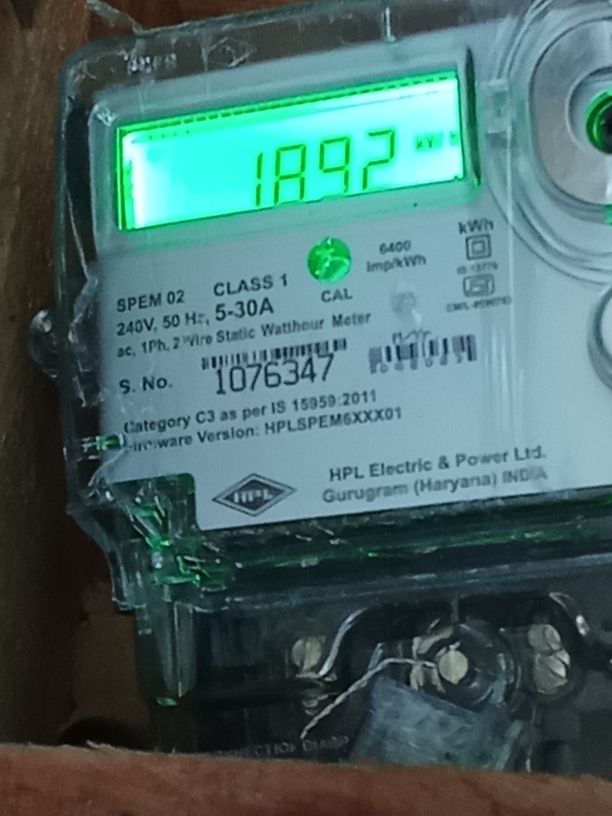 1892
6400
Imp/kWh
kWh
CAL
SPEM 02 CLASS 1
240V, 50 Hz, 5-30A
ac, 1Ph, 2 Wire Static Watthour Meter
S. No. 1076347
Category C3 as per IS 15959:2011
Version: HPLSPEM6XXX01
HPL
HPL Electric & Power Ltd.
Gurugram (Haryana) INDIA